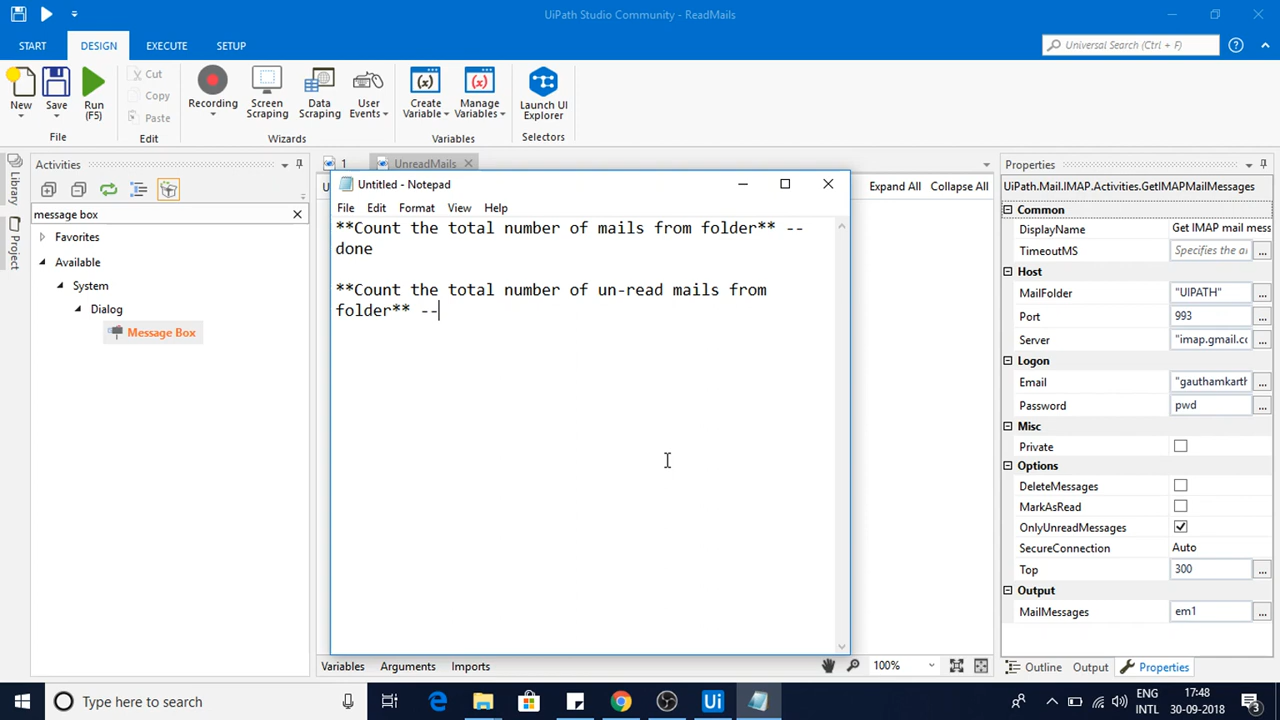 UiPath Studio Community - ReadMails
START DESIGN EXECUTE SETUP
Universal Search (Ctrl + F)
New
Save
Run (F5)
File
Cut
Copy
Paste
Edit
Recording
Screen Scraping
Data Scraping
User Events
Wizards
Create Variable
Manage Variables
Variables
Launch UI Explorer
Selectors
Library
Project
Activities
message box
Favorites
Available
System
Dialog
Message Box
1
UnreadMails
Expand All Collapse All
Untitled - Notepad
File Edit Format View Help
**Count the total number of mails from folder** --
done
**Count the total number of un-read mails from
folder** --
Properties
UiPath.Mail.IMAP.Activities.GetIMAPMailMessages
Common
DisplayName Get IMAP mail mess
TimeoutMS Specifies the ar ...
Host
MailFolder "UIPATH" ...
Port 993 ...
Server "imap.gmail.co ...
Logon
Email "gauthamkarth ...
Password pwd ...
Misc
Private
Options
DeleteMessages
MarkAsRead
OnlyUnreadMessages
SecureConnection Auto
Top 300 ...
Output
MailMessages em1 ...
Variables Arguments Imports
100%
Outline Output Properties
Type here to search
Ui
ENG
INTL
17:48
30-09-2018
3